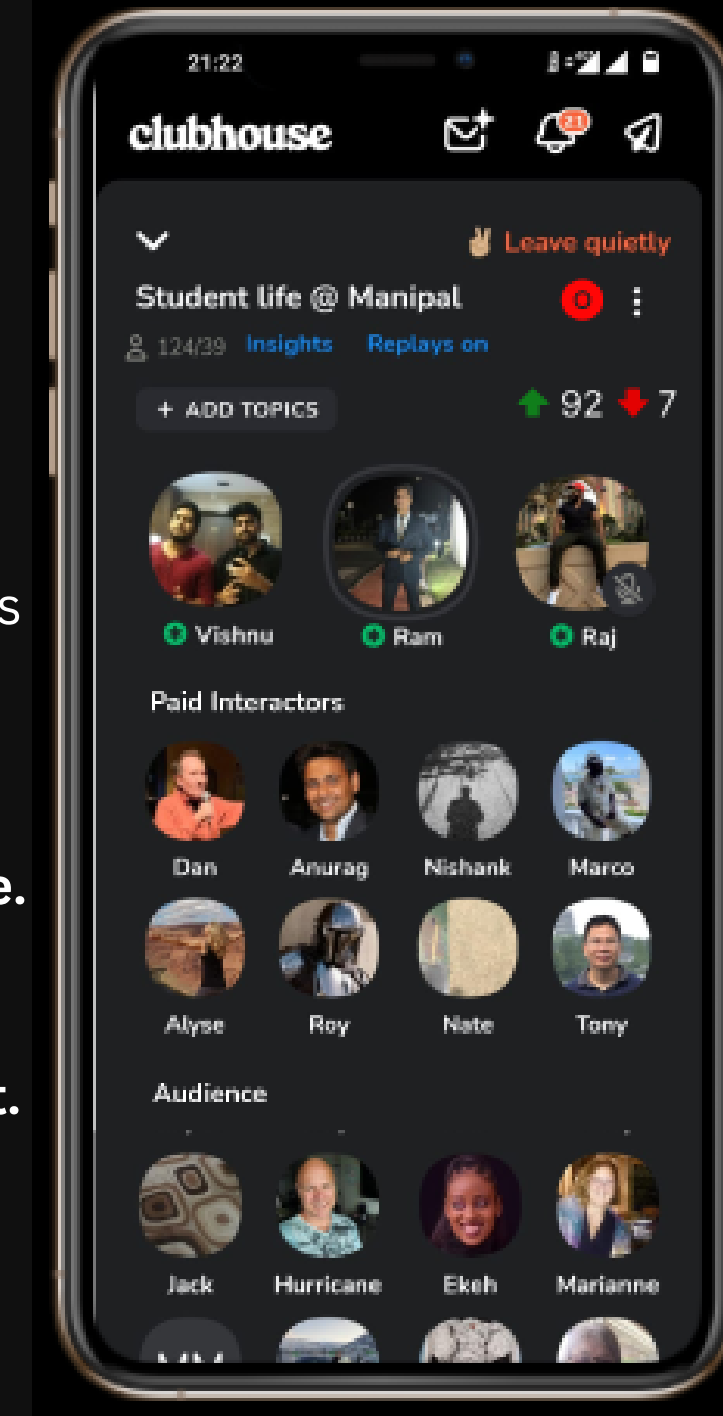 21:22
clubhouse
21
Leave quietly
Student life @ Manipal
124/39 Insights Replays on
+ ADD TOPICS 92 7
Vishnu Ram Raj
Paid Interactors
Dan Anurag Nishank Marco
Alyse Roy Nate Tony
Audience
Jack Hurricane Ekeh Marianne
s
e.
t.